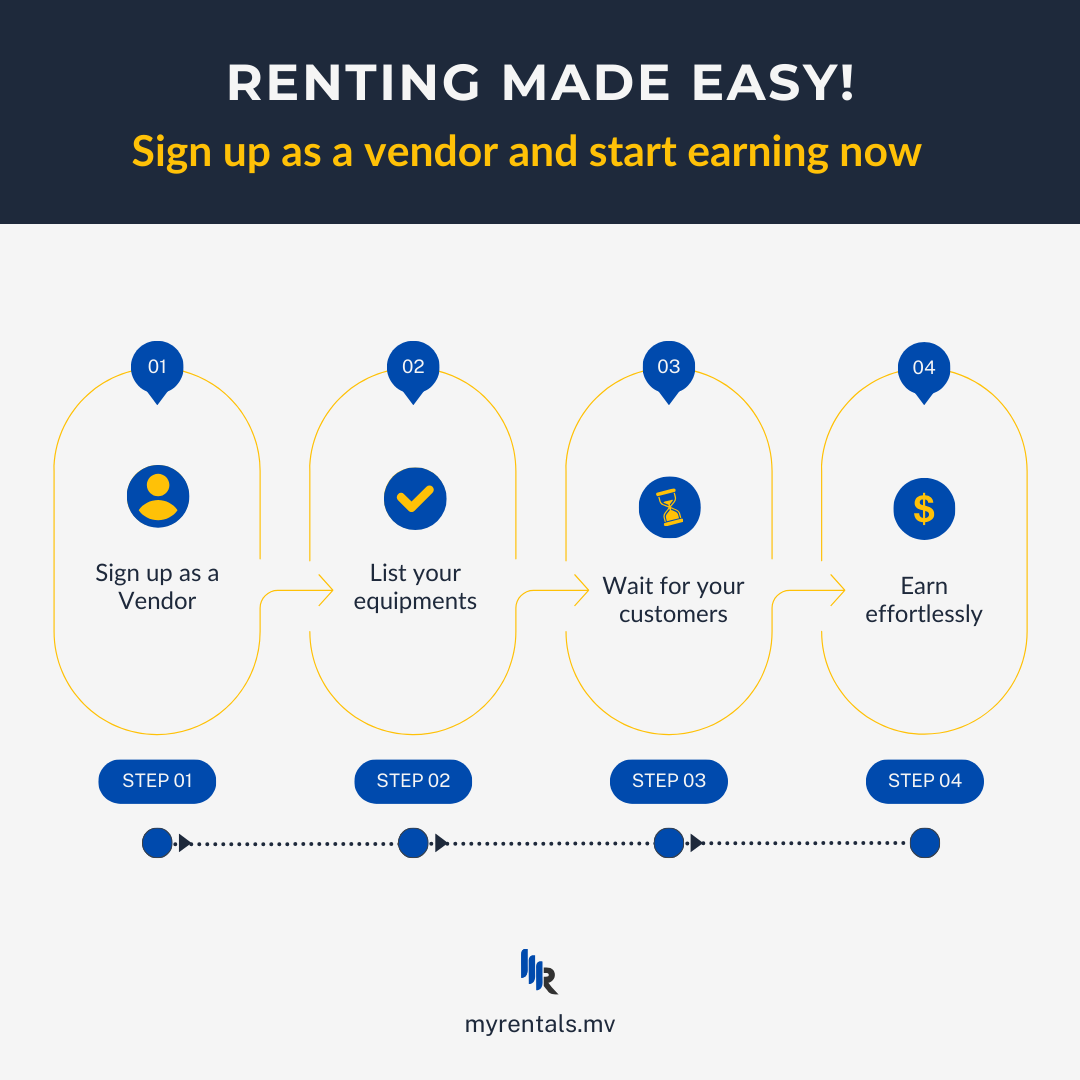 RENTING MADE EASY!
Sign up as a vendor and start earning now
01
02
03
04
$
Sign up as a
Vendor
List your
equipments
Wait for your
customers
Earn
effortlessly
STEP 01
STEP 02
STEP 03
STEP 04
R
myrentals.mv